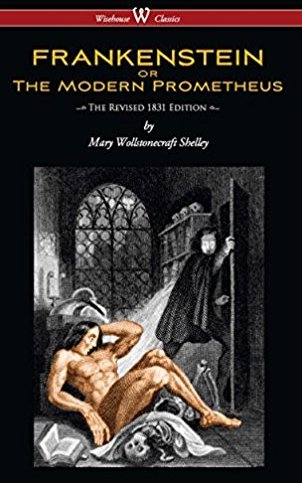 Wisehouse W Classics
FRANKENSTEIN
OR
THE MODERN PROMETHEUS
THE REVISED 1831 EDITION
by
Mary Wollstonecraft Shelley